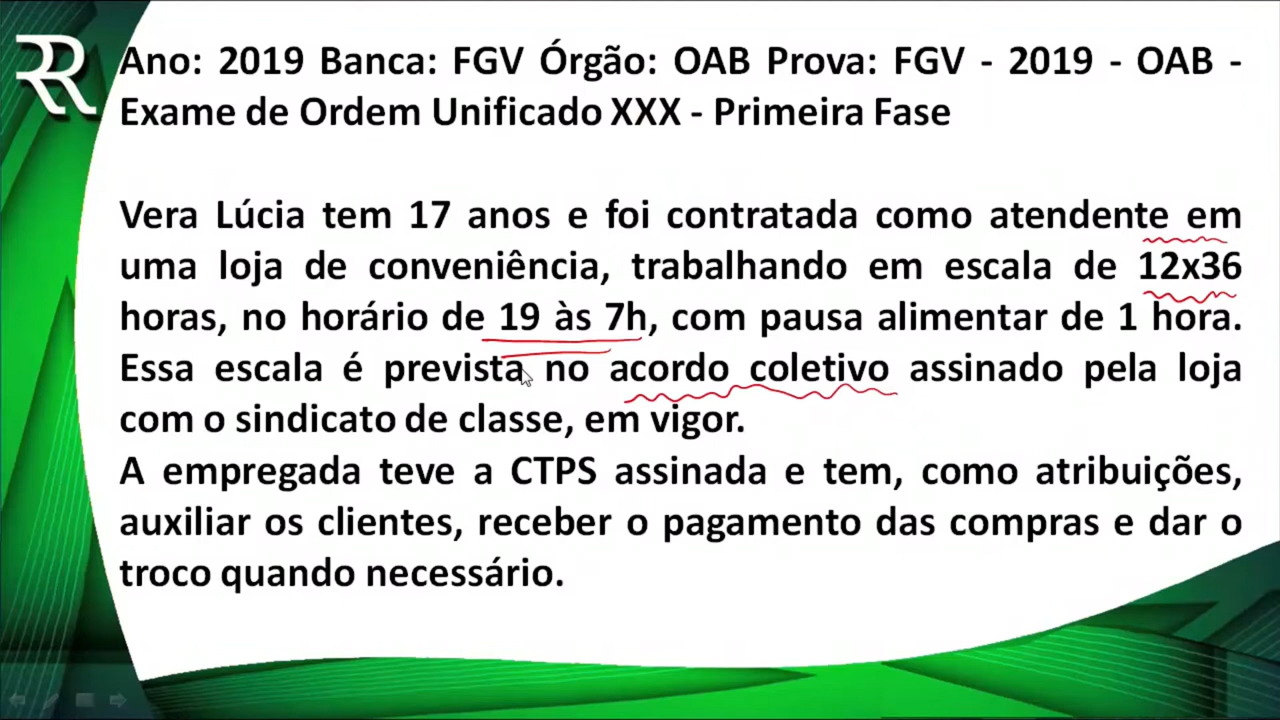 RR
Ano: 2019 Banca: FGV Órgão: OAB Prova: FGV - 2019 - OAB -
Exame de Ordem Unificado XXX - Primeira Fase
Vera Lúcia tem 17 anos e foi contratada como atendente em
uma loja de conveniência, trabalhando em escala de 12x36
horas, no horário de 19 às 7h, com pausa alimentar de 1 hora.
Essa escala é prevista no acordo coletivo assinado pela loja
com o sindicato de classe, em vigor.
A empregada teve a CTPS assinada e tem, como atribuições,
auxiliar os clientes, receber o pagamento das compras e dar o
troco quando necessário.